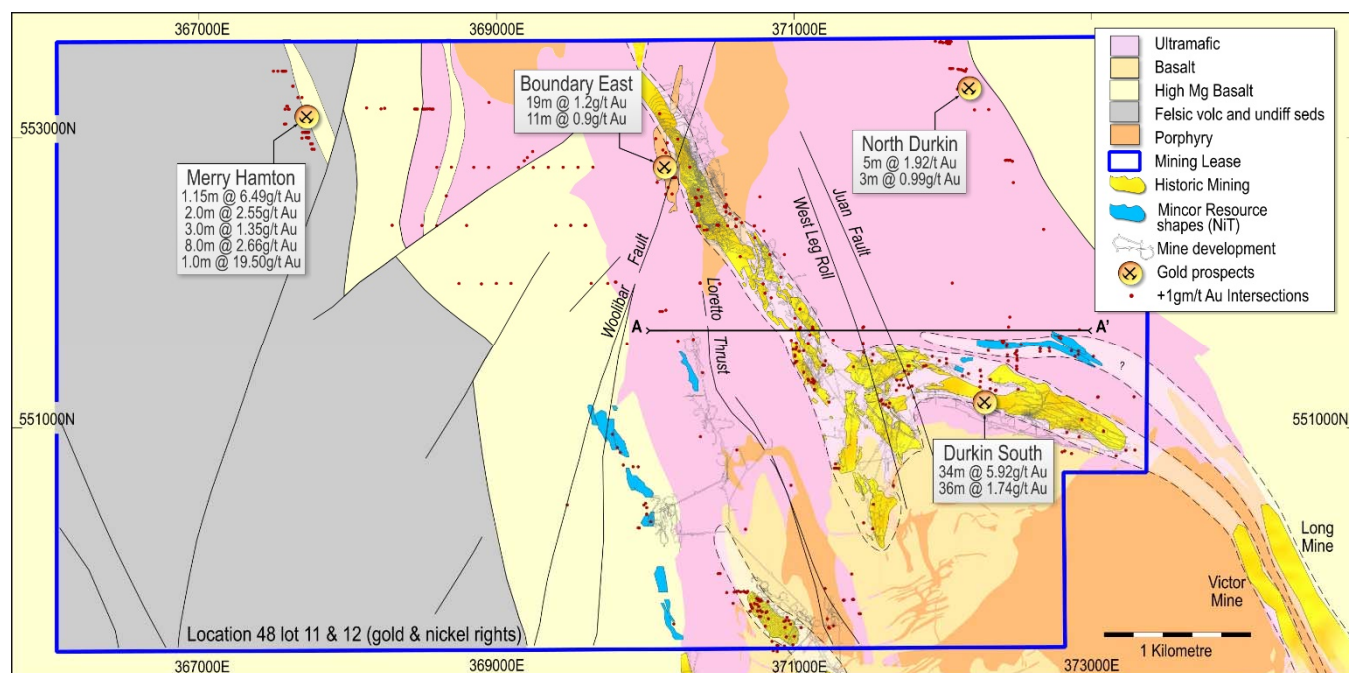 367000E
369000E
371000E
553000N
Boundary East
19m @ 1.2g/t Au
11m @ 0.9g/t Au
Merry Hamton
1.15m @ 6.49g/t Au
2.0m @ 2.55g/t Au
3.0m @ 1.35g/t Au
8.0m @ 2.66g/t Au
1.0m @ 19.50g/t Au
North Durkin
5m @ 1.92/t Au
3m @ 0.99g/t Au
Ultramafic
Basalt
High Mg Basalt
Felsic volc and undiff seds
Porphyry
Mining Lease
Historic Mining
Mincor Resource
shapes (NiT)
Mine development
Gold prospects
+1gm/t Au Intersections
Woolibar Fault
Loretto Thrust
West Leg Roll
Juan Fault
A
A'
?
551000N
551000N
Durkin South
34m @ 5.92g/t Au
36m @ 1.74g/t Au
Long
Mine
Victor
Mine
Location 48 lot 11 & 12 (gold & nickel rights)
1 Kilometre
367000E
369000E
371000E
373000E